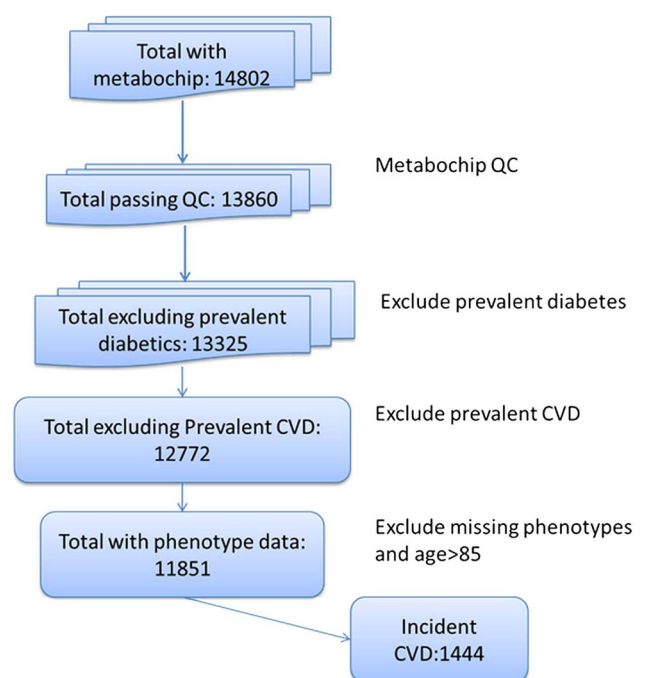 Total with
metabochip: 14802
Metabochip QC
Total passing QC: 13860
Exclude prevalent diabetes
Total excluding prevalent
diabetics: 13325
Exclude prevalent CVD
Total excluding Prevalent CVD:
12772
Exclude missing phenotypes
and age>85
Total with phenotype data:
11851
Incident
CVD:1444